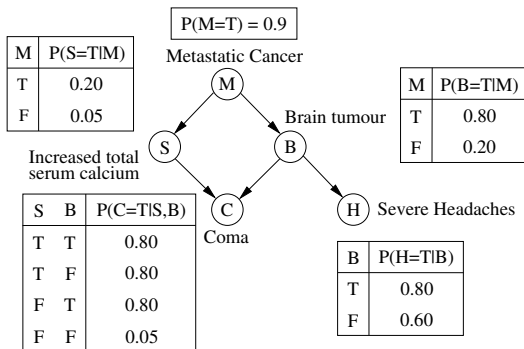 P(M=T) = 0.9
Metastatic Cancer
M
M P(S=T|M)
T 0.20
F 0.05
Brain tumour
M P(B=T|M)
T 0.80
F 0.20
S
B
Increased total
serum calcium
C
Coma
H
Severe Headaches
S B P(C=T|S,B)
T T 0.80
T F 0.80
F T 0.80
F F 0.05
B P(H=T|B)
T 0.80
F 0.60